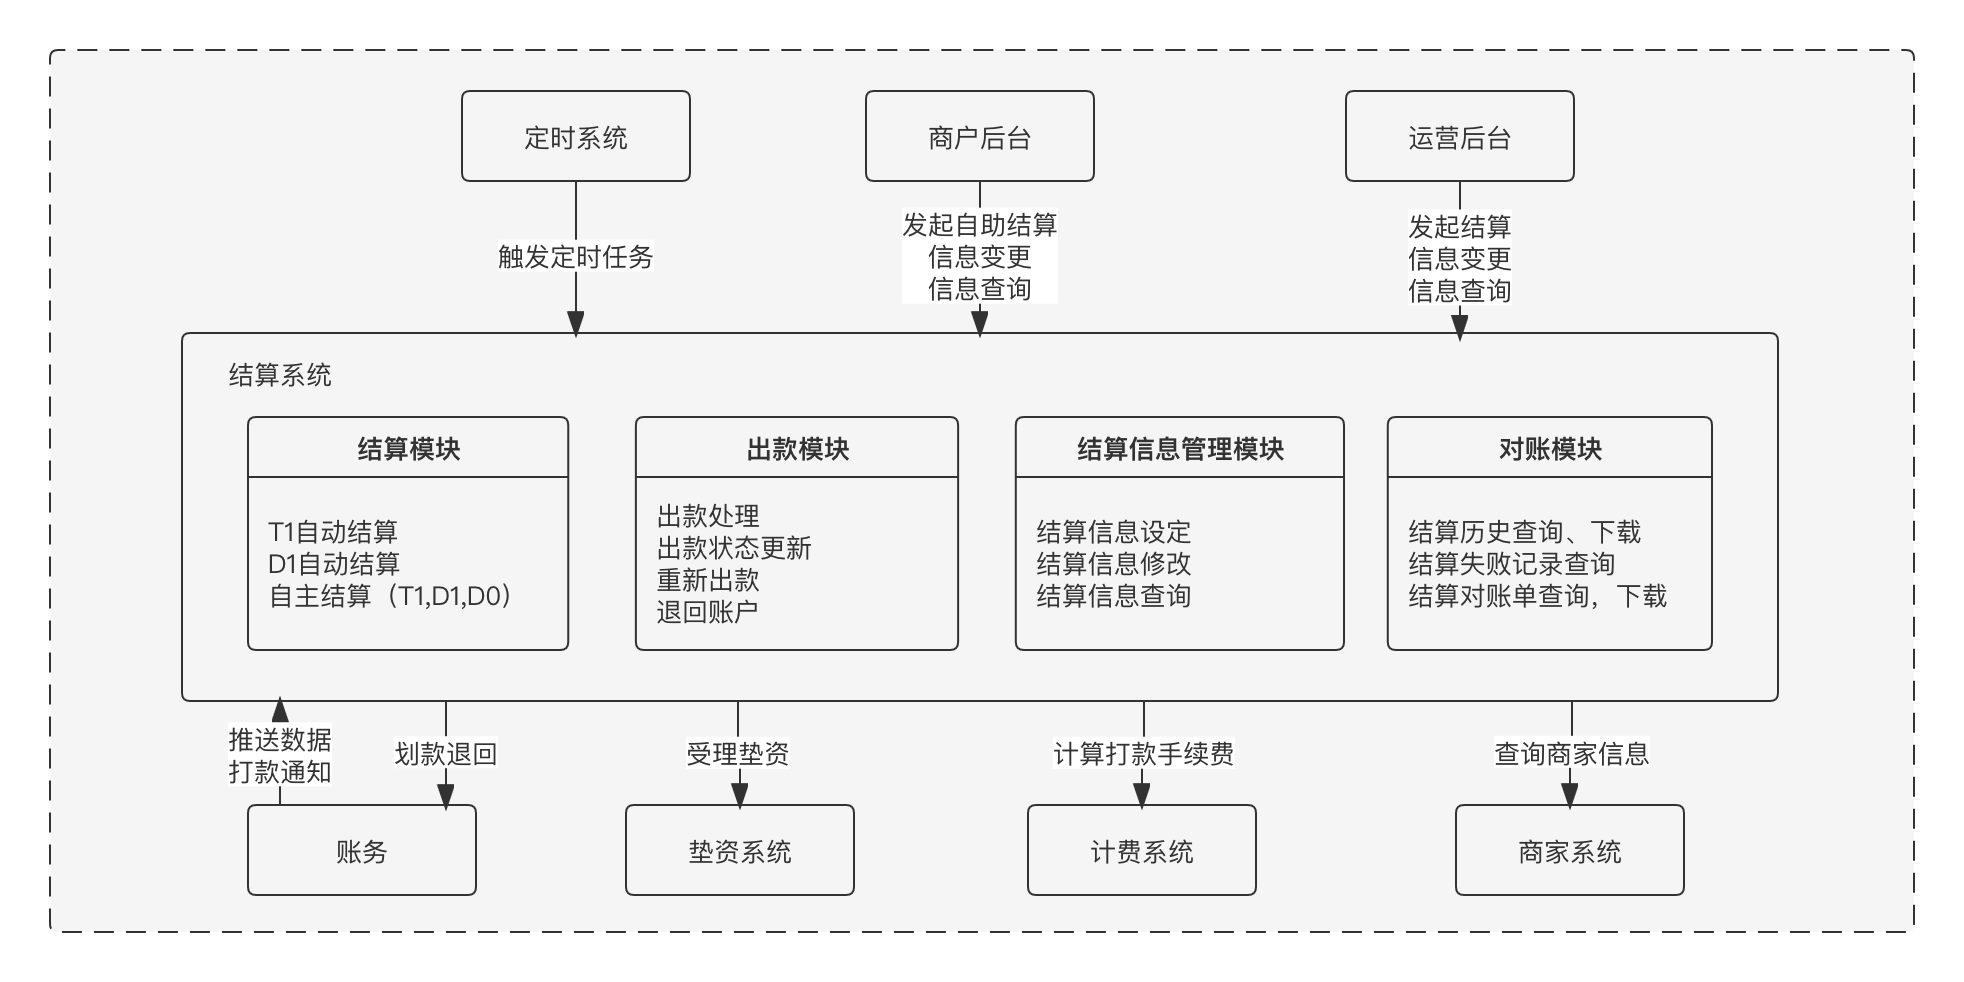 定时系统
商户后台
运营后台
触发定时任务
发起自助结算
信息变更
信息查询
发起结算
信息变更
信息查询
结算系统
结算模块
T1自动结算
D1自动结算
自主结算（T1,D1,D0）
出款模块
出款处理
出款状态更新
重新出款
退回账户
结算信息管理模块
结算信息设定
结算信息修改
结算信息查询
对账模块
结算历史查询、下载
结算失败记录查询
结算对账单查询，下载
推送数据
打款通知
划款退回
受理垫资
计算打款手续费
查询商家信息
账务
垫资系统
计费系统
商家系统